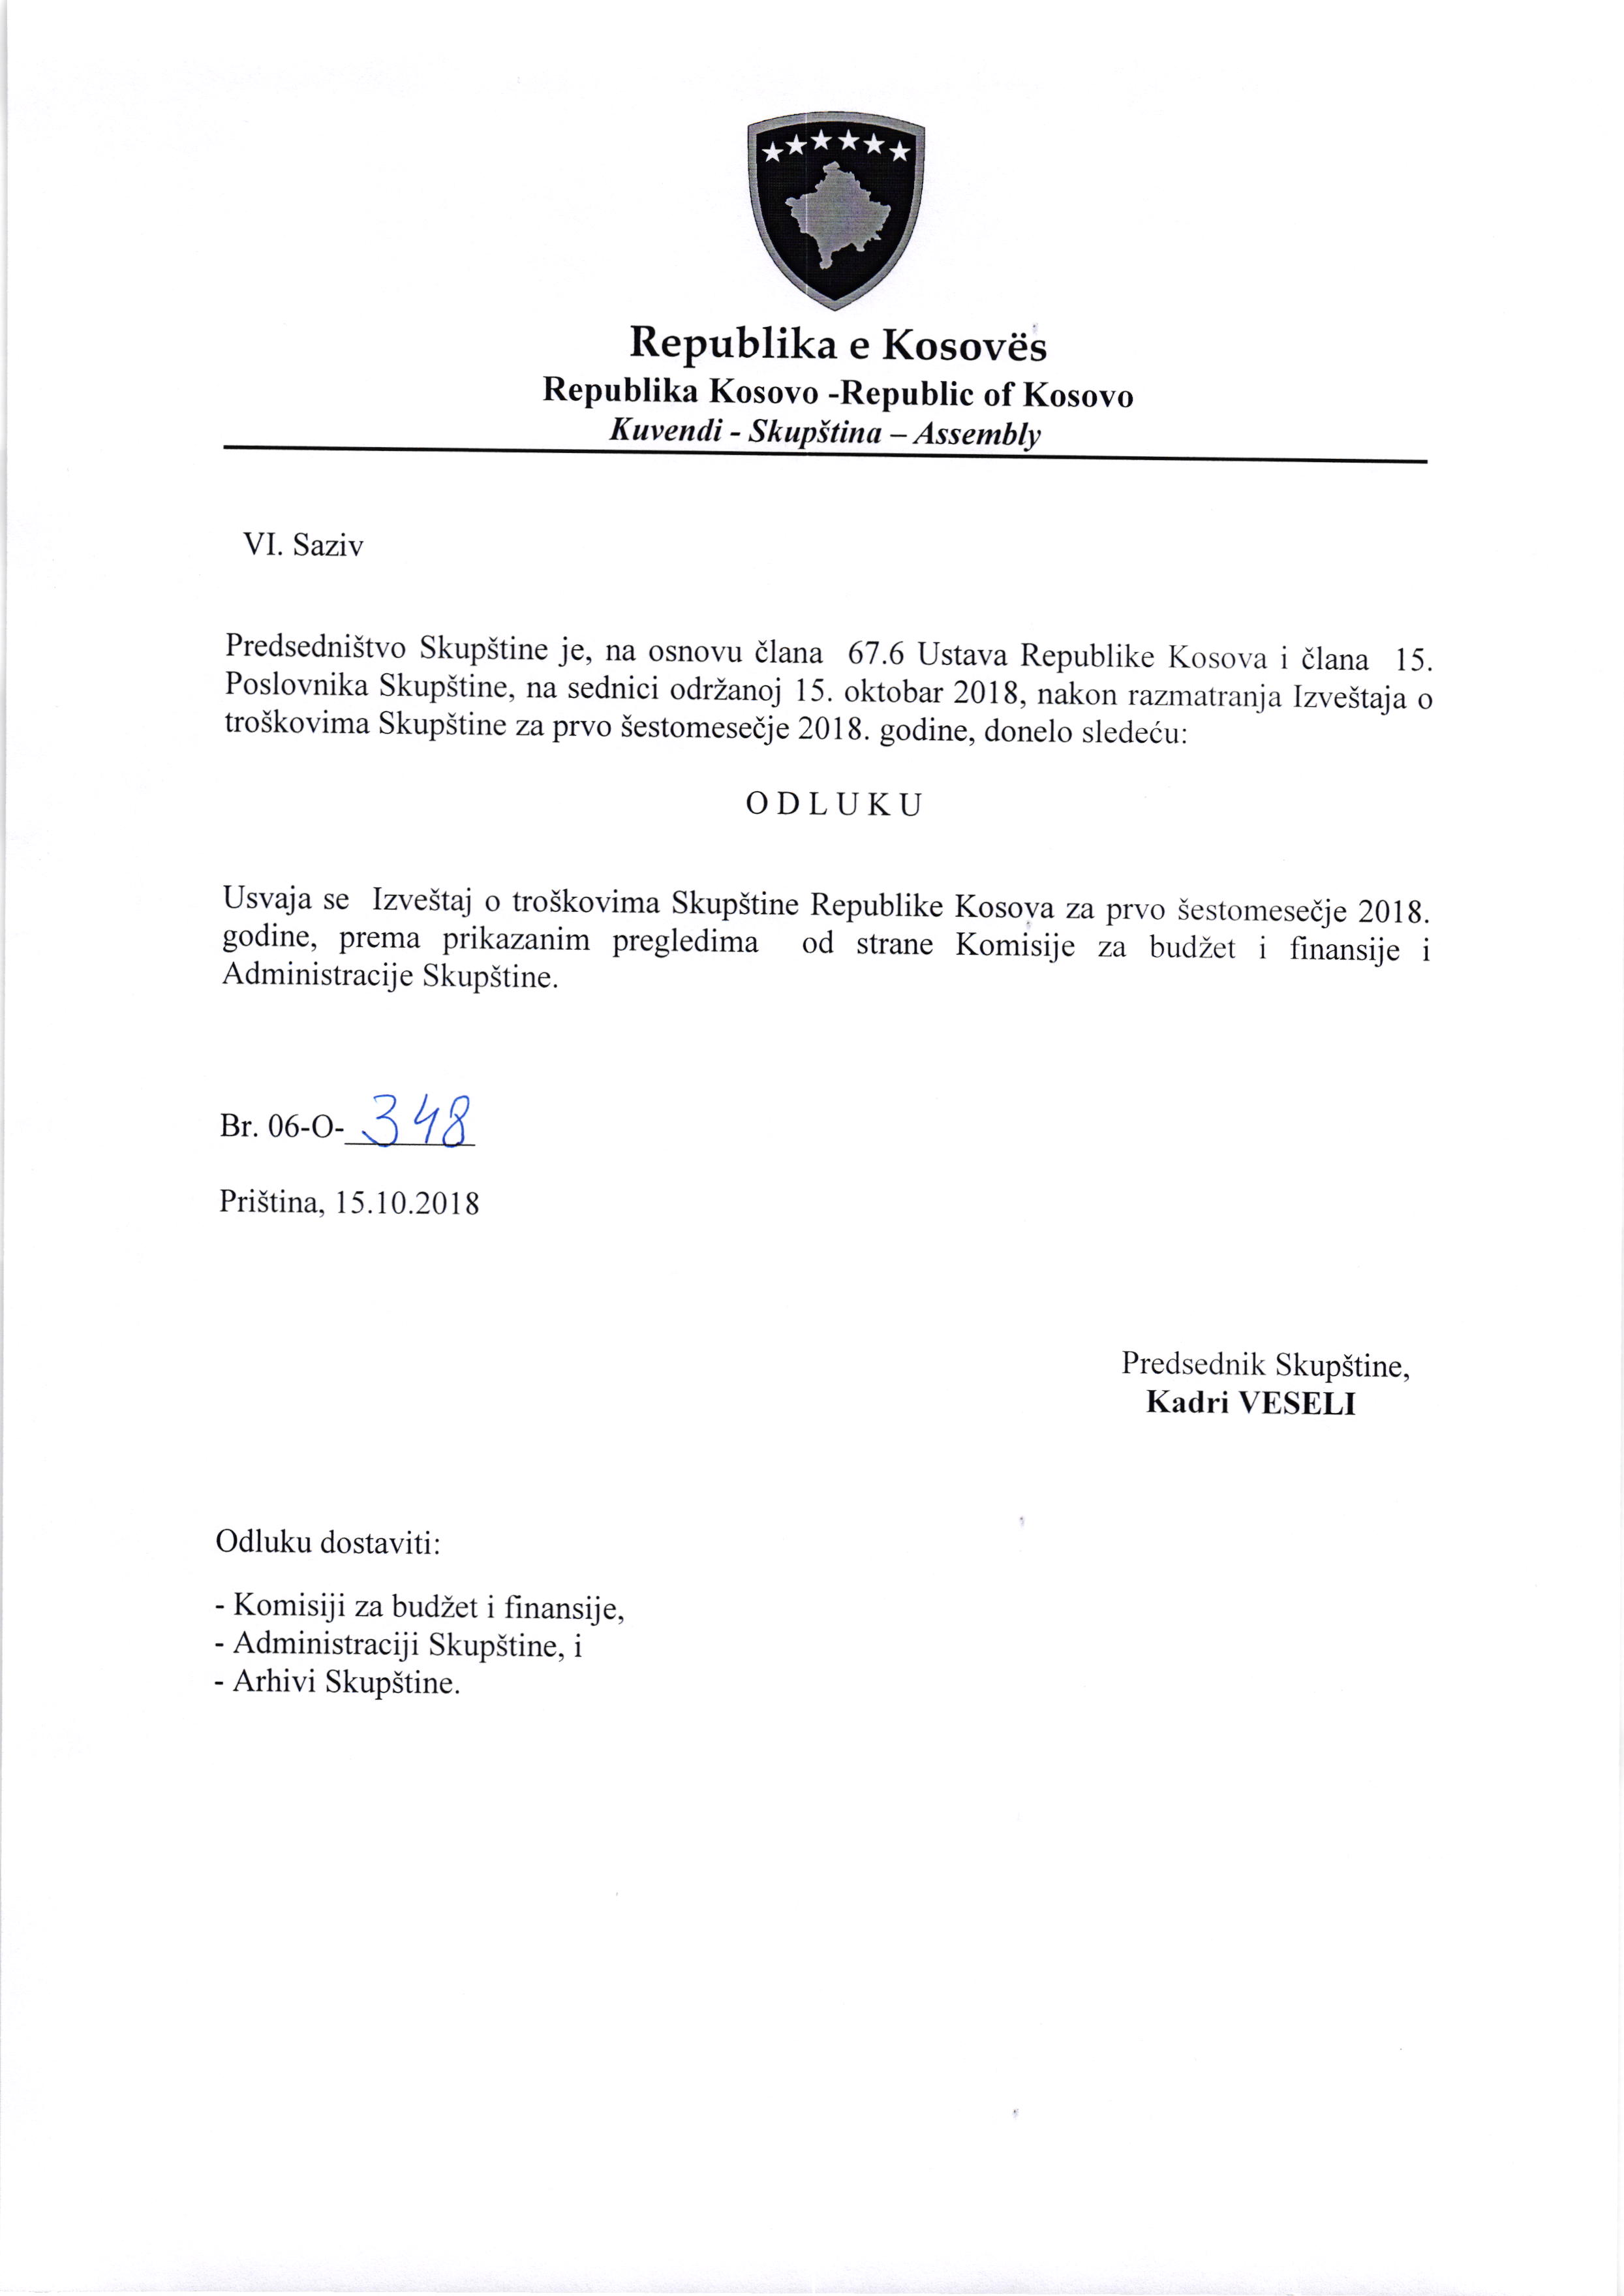 Republika e Kosovës
Republika Kosovo -Republic of Kosovo
Kuvendi - Skupština – Assembly
VI. Saziv
Predsedništvo Skupštine je, na osnovu člana 67.6 Ustava Republike Kosova i člana 15.
Poslovnika Skupštine, na sednici održanoj 15. oktobar 2018, nakon razmatranja Izveštaja o
troškovima Skupštine za prvo šestomesečje 2018. godine, donelo sledeću:
O D L U K U
Usvaja se Izveštaj o troškovima Skupštine Republike Kosova za prvo šestomesečje 2018.
godine, prema prikazanim pregledima od strane Komisije za budžet i finansije i
Administracije Skupštine.
Br. 06-O- 348
Priština, 15.10.2018
Predsednik Skupštine,
Kadri VESELI
Odluku dostaviti:
- Komisiji za budžet i finansije,
- Administraciji Skupštine, i
- Arhivi Skupštine.